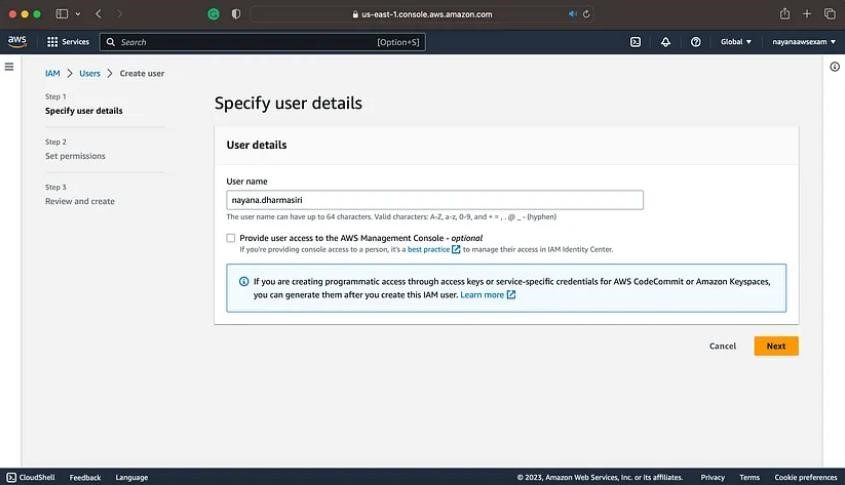 us-east-1.console.aws.amazon.com
aws
Services
Search
[Option+S]
Global
nayanaawsexam
IAM
Users
Create user
Step 1
Specify user details
Step 2
Set permissions
Step 3
Review and create
Specify user details
User details
User name
nayana.dharmasiri
The user name can have up to 64 characters. Valid characters: A-Z, a-z, 0-9, and + = , . @ _ - (hyphen)
Provide user access to the AWS Management Console - optional
If you're providing console access to a person, it's a best practice to manage their access in IAM Identity Center.
If you are creating programmatic access through access keys or service-specific credentials for AWS CodeCommit or Amazon Keyspaces,
you can generate them after you create this IAM user. Learn more
Cancel
Next
CloudShell
Feedback
Language
© 2023, Amazon Web Services, Inc. or its affiliates.
Privacy
Terms
Cookie preferences